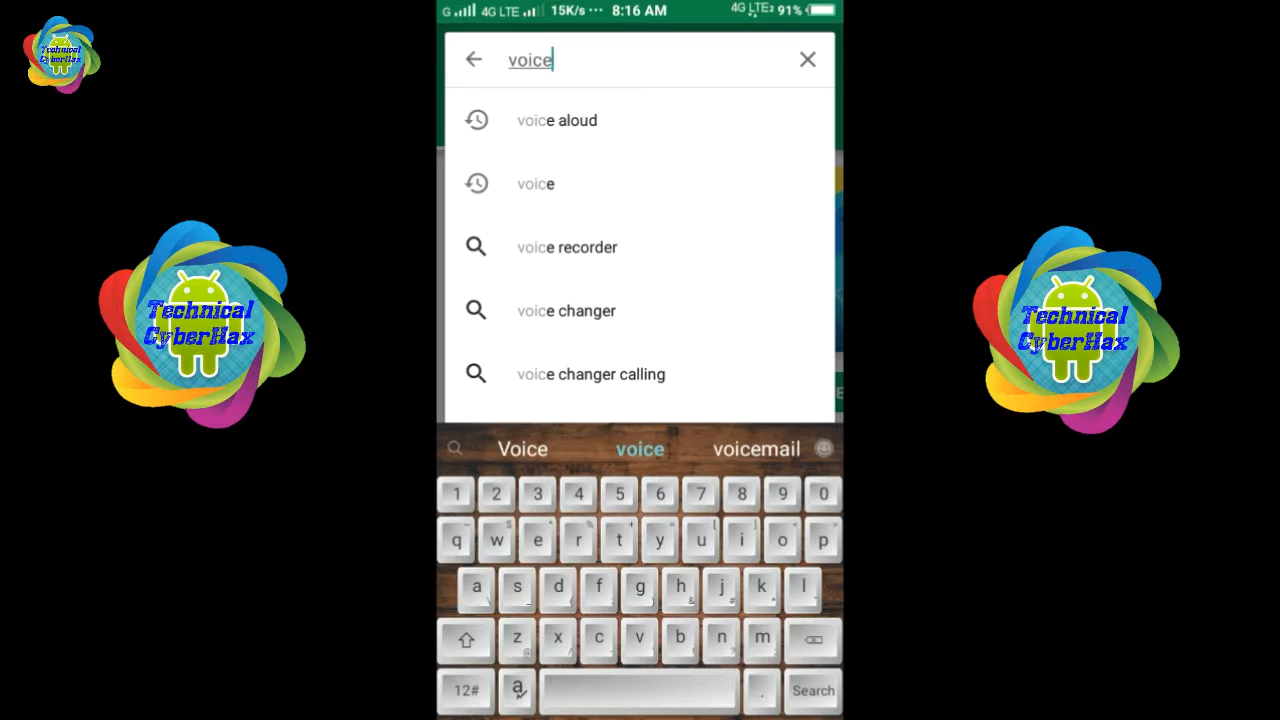 Technical
CyberHax
G 4G LTE 15K/s ··· 8:16 AM 4G LTE2 91%
voice
voice aloud
voice
voice recorder
voice changer
voice changer calling
Technical
CyberHax
Technical
CyberHax
E
Voice voice voicemail
1 2 3 4 5 6 7 8 9 0
q w e r t y u i o p
a s d f g h j k l
z x c v b n m
12# a . Search